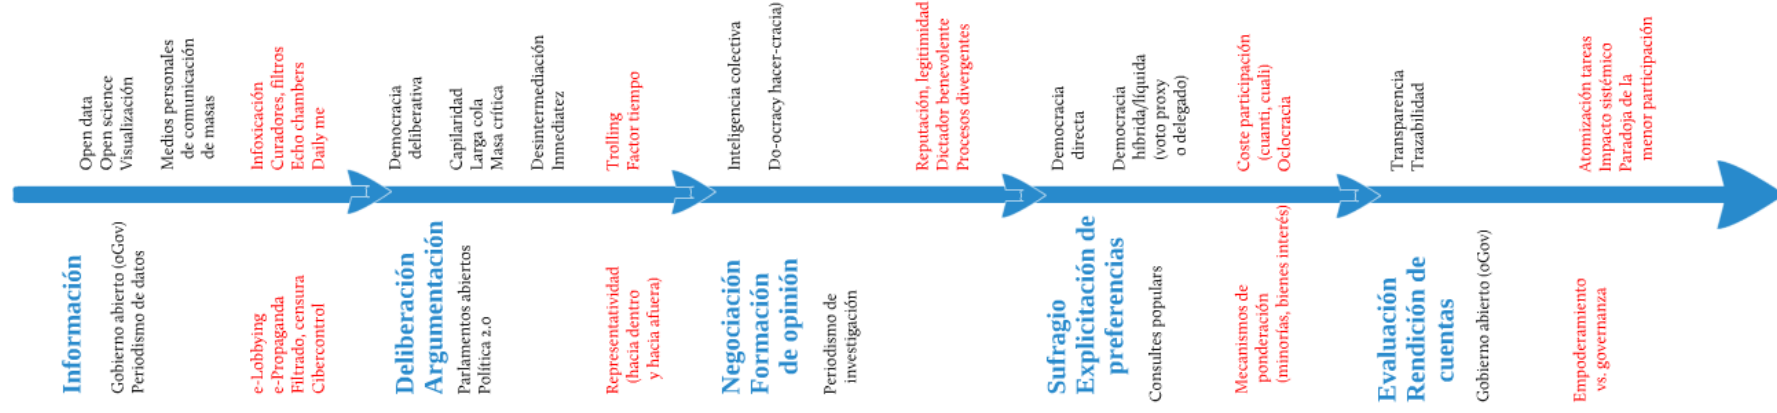 Open data
Open science
Visualización
Medios personales
de comunicación
de masas
Infoxicación
Curadores, filtros
Echo chambers
Daily me
Democracia
deliberativa
Capilaridad
Larga cola
Masa crítica
Desintermediación
Inmediatez
Trolling
Factor tiempo
Inteligencia colectiva
Do-ocracy hacer-cracia)
Reputación, legitimidad
Dictador benevolente
Procesos divergentes
Democracia
directa
Democracia
híbrida/líquida
(voto proxy
o delegado)
Coste participación
(cuanti, cuali)
Oclocracia
Transparencia
Trazabilidad
Atomización tareas
Impacto sistémico
Paradoja de la
menor participación
Información
Gobierno abierto (oGov)
Periodismo de datos
e-Lobbying
e-Propaganda
Filtrado, censura
Cibercontrol
Deliberación
Argumentación
Parlamentos abiertos
Política 2.0
Representatividad
(hacia dentro
y hacia afuera)
Negociación
Formación
de opinión
Periodismo de
investigación
Sufragio
Explicitación de
preferencias
Consultes populars
Mecanismos de
ponderación
(minorías, bienes interés)
Evaluación
Rendición de
cuentas
Gobierno abierto (oGov)
Empoderamiento
vs. governanza